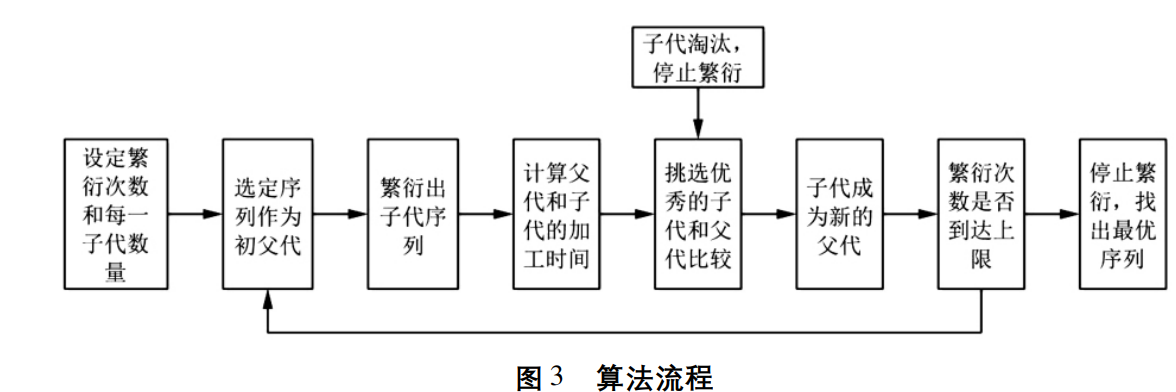 子代淘汰，
停止繁衍
设定繁
衍次数
和每一
子代数
量
选定序
列作为
初父代
繁衍出
子代序
列
计算父
代和子
代的加
工时间
挑选优
秀的子
代和父
代比较
子代成
为新的
父代
繁衍次
数是否
到达上
限
停止繁
衍，找
出最优
序列
图3 算法流程